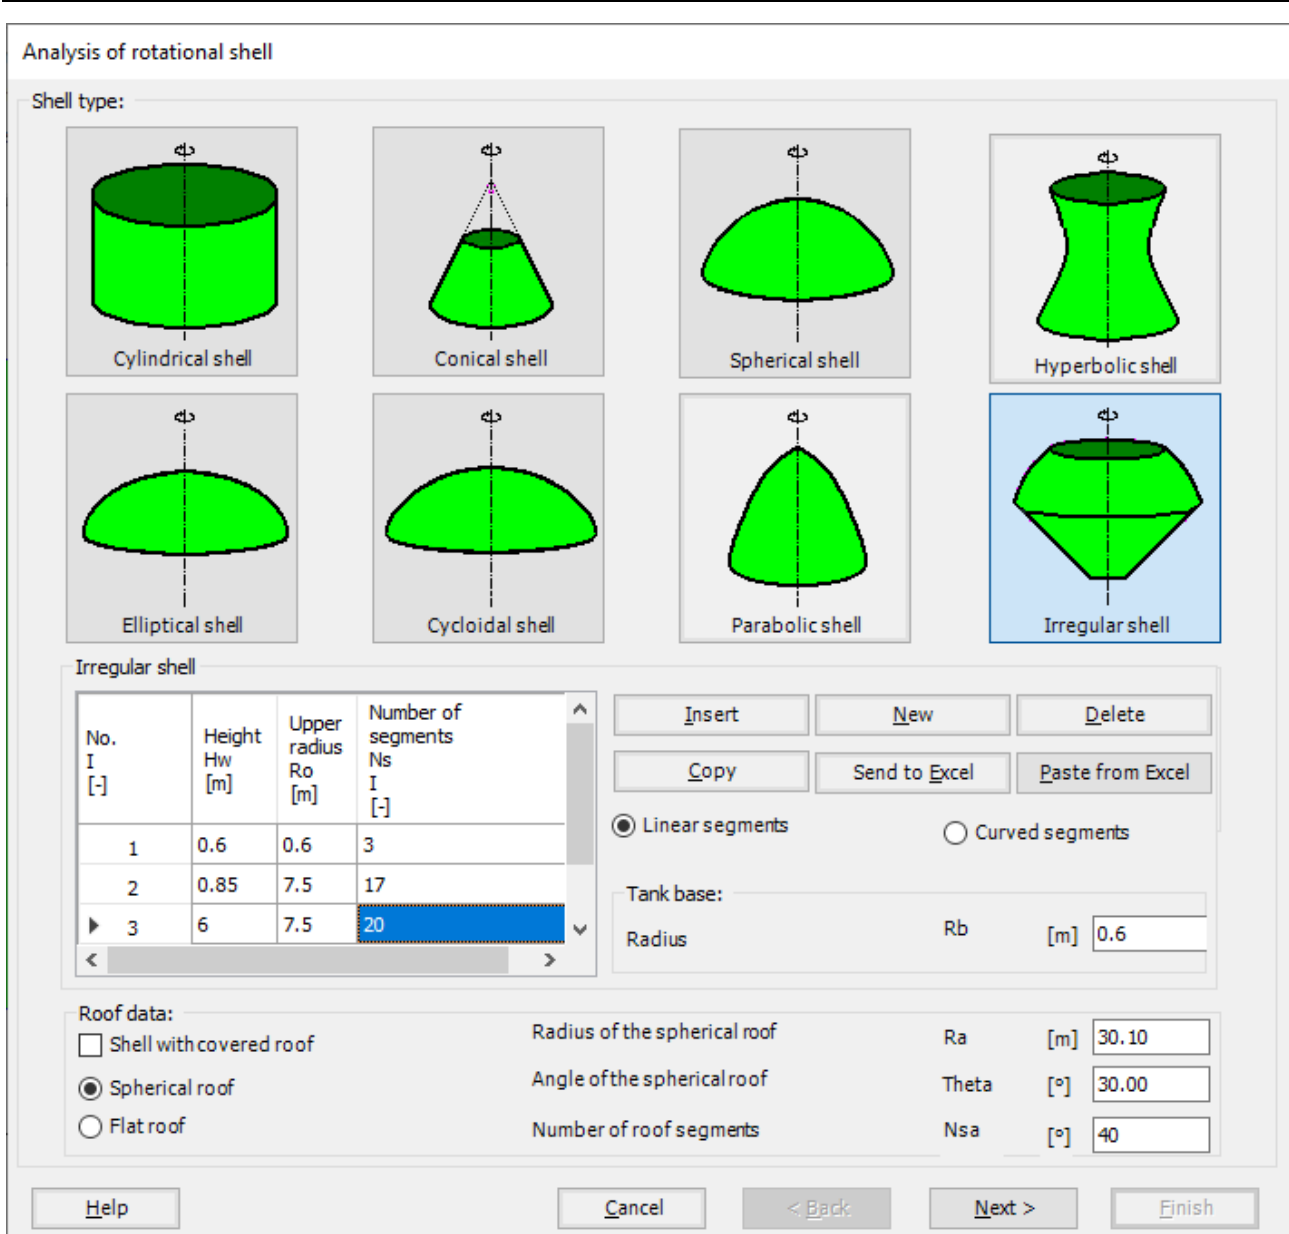 Analysis of rotational shell
Shell type:
Cylindrical shell
Conical shell
Spherical shell
Hyperbolic shell
Elliptical shell
Cycloidal shell
Parabolic shell
Irregular shell
Irregular shell
No.
I
[-]
Height
Hw
[m]
Upper
radius
Ro
[m]
Number of
segments
Ns
I
[-]
1 0.6 0.6 3
2 0.85 7.5 17
3 6 7.5 20
Insert New Delete
Copy Send to Excel Paste from Excel
Linear segments Curved segments
Tank base:
Radius Rb [m] 0.6
Roof data:
Shell with covered roof
Spherical roof
Flat roof
Radius of the spherical roof Ra [m] 30.10
Angle of the spherical roof Theta [°] 30.00
Number of roof segments Nsa [°] 40
Help Cancel < Back Next > Finish